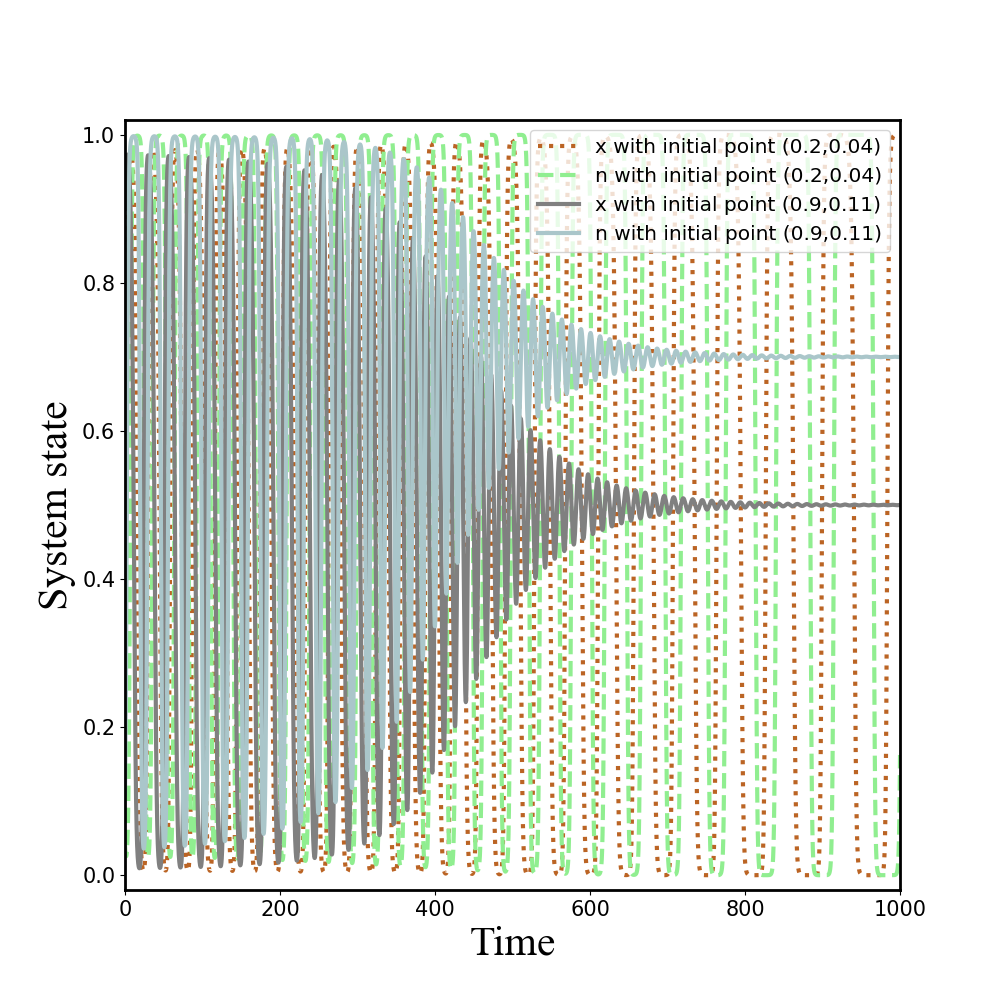 1.0
0.8
0.6
0.4
0.2
0.0
System state
x with initial point (0.2,0.04)
n with initial point (0.2,0.04)
x with initial point (0.9,0.11)
n with initial point (0.9,0.11)
0 200 400 600 800 1000
Time